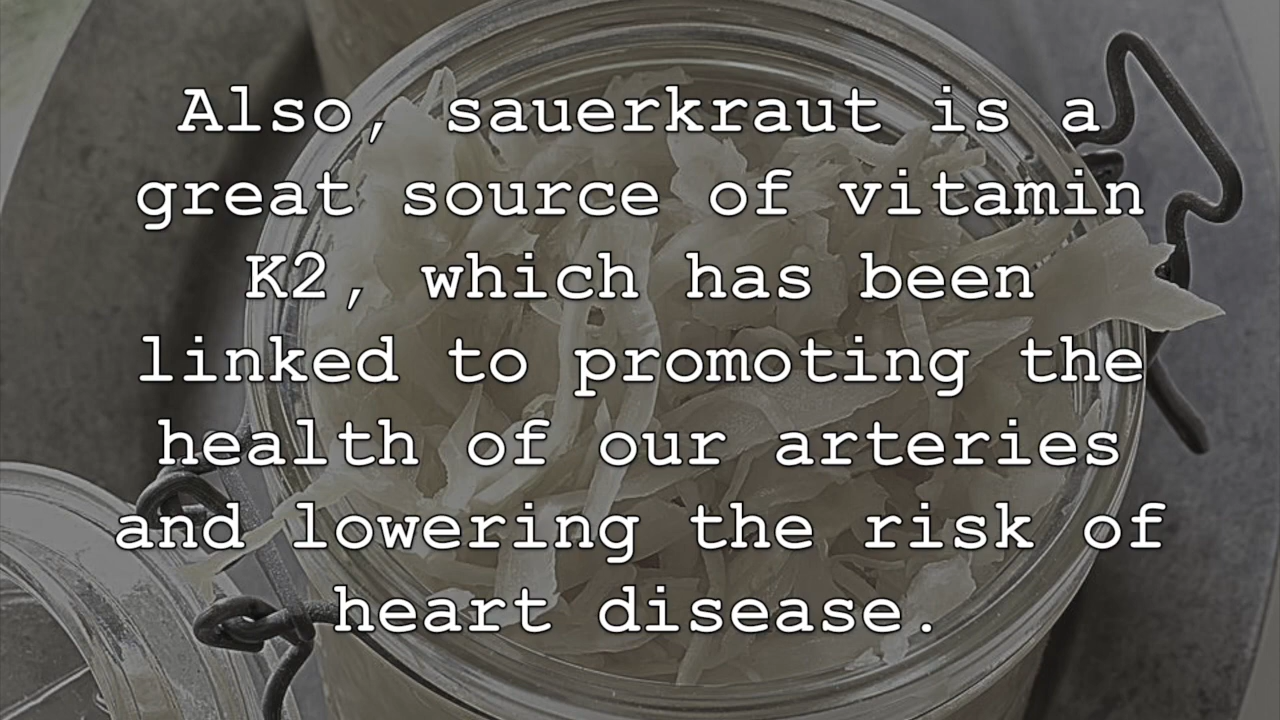 Also, sauerkraut is a
great source of vitamin
K2, which has been
linked to promoting the
health of our arteries
and lowering the risk of
heart disease.